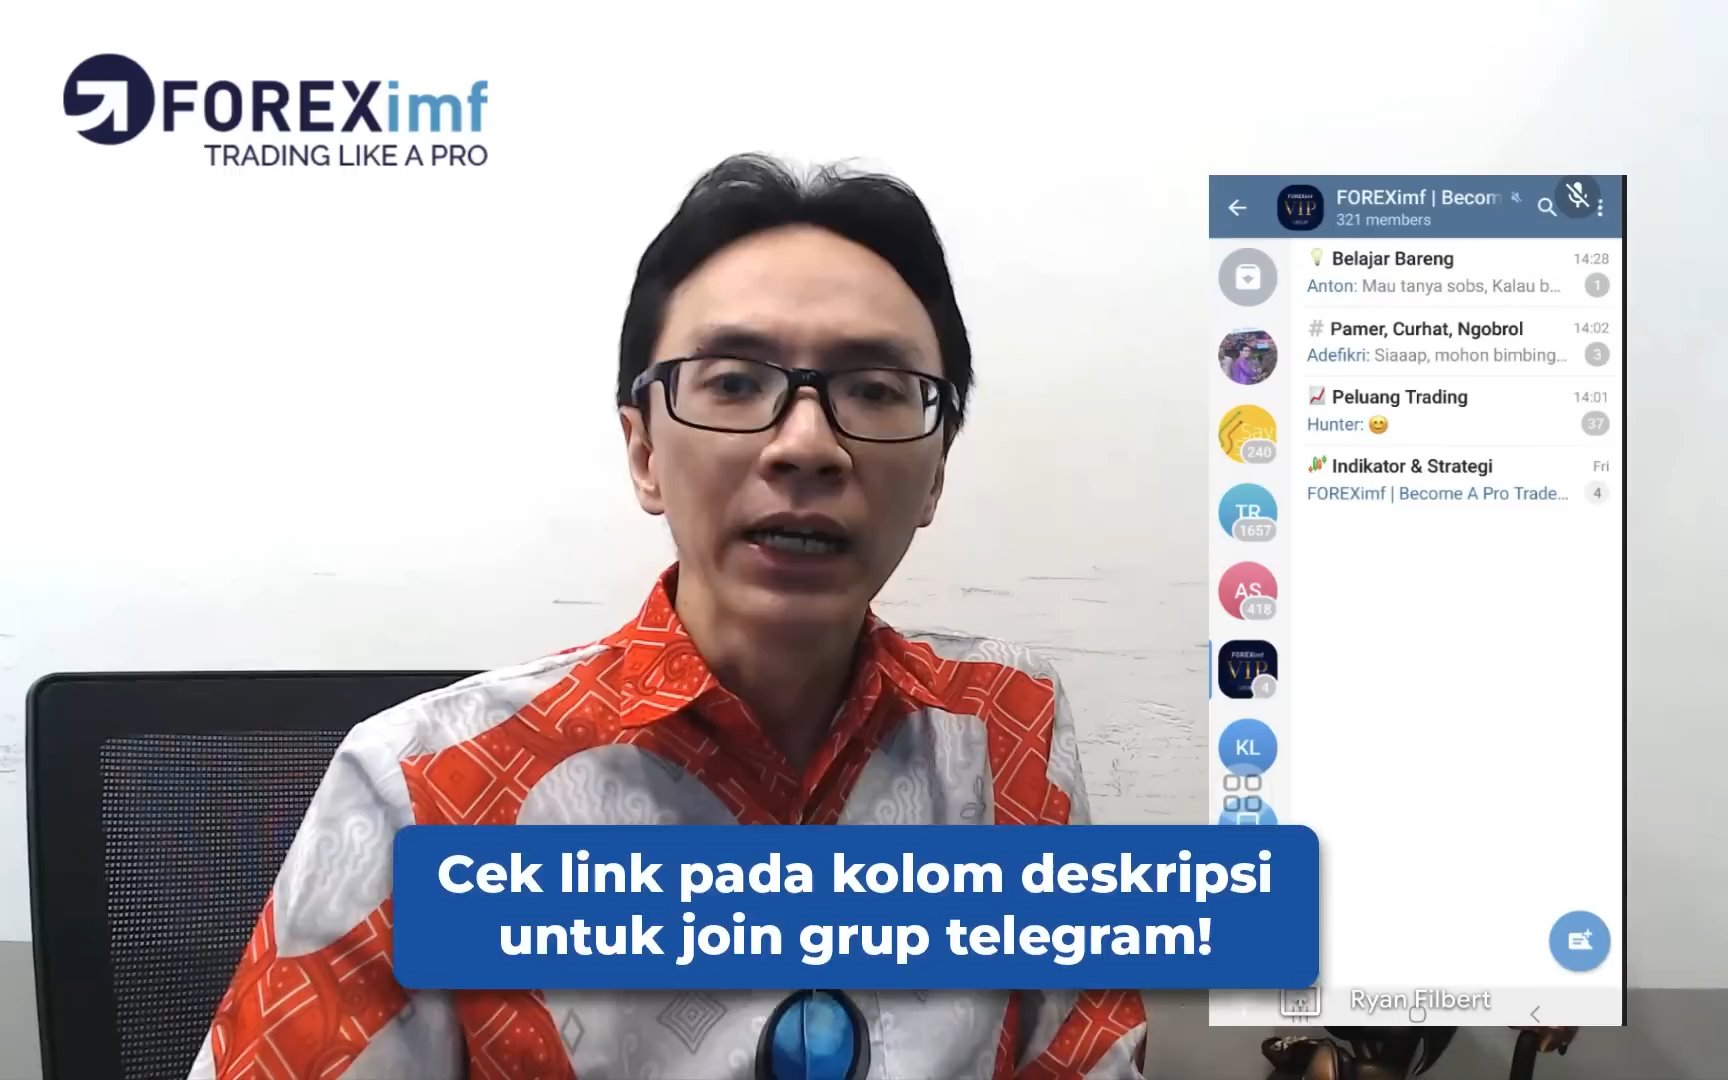 FOREXimf
TRADING LIKE A PRO
FOREXimf | Becom
321 members
Belajar Bareng 14:28
Anton: Mau tanya sobs, Kalau b... 1
# Pamer, Curhat, Ngobrol 14:02
Adefikri: Siaaap, mohon bimbing... 3
Peluang Trading 14:01
Hunter: 😊 37
Indikator & Strategi Fri
FOREXimf | Become A Pro Trade... 4
240
TR
1657
AS
418
FOREXimf
VIP
4
KL
Cek link pada kolom deskripsi
untuk join grup telegram!
Ryan Filbert